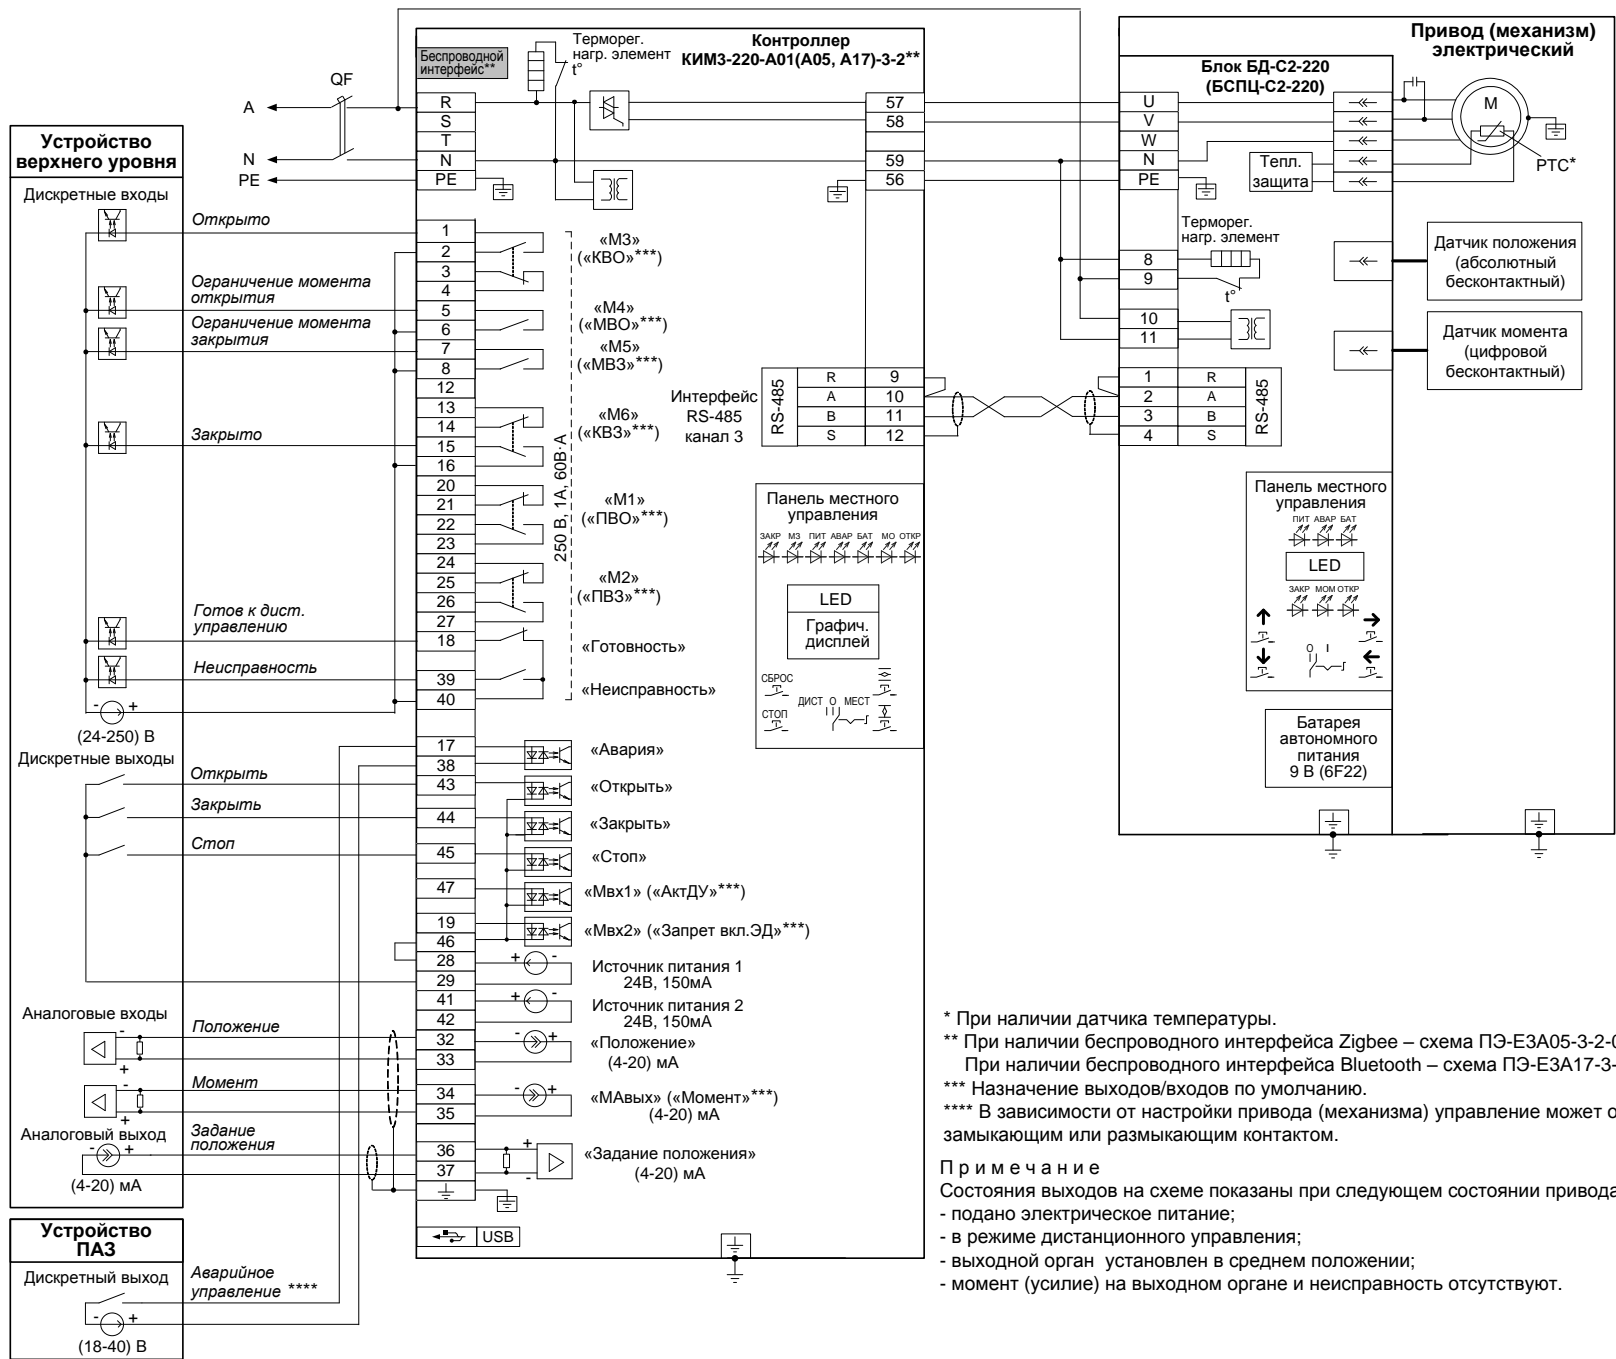 Контроллер
КИМ3-220-А01(А05, А17)-3-2**
Беспроводной
интерфейс**
Терморег.
нагр. элемент
t°
QF
A
N
PE
R
S
T
N
PE
57
58
59
56
Привод (механизм)
электрический
Блок БД-С2-220
(БСПЦ-С2-220)
U
V
W
N
PE
Тепл.
защита
M
PTC*
Терморег.
нагр. элемент
t°
8
9
10
11
Датчик положения
(абсолютный
бесконтактный)
Датчик момента
(цифровой
бесконтактный)
Устройство
верхнего уровня
Дискретные входы
Открыто
Ограничение момента
открытия
Ограничение момента
закрытия
Закрыто
Готов к дист.
управлению
Неисправность
- +
(24-250) В
Дискретные выходы
Открыть
Закрыть
Стоп
Аналоговые входы
Положение
- +
Момент
- +
Аналоговый выход
Задание
положения
- +
(4-20) мА
Устройство
ПАЗ
Дискретный выход
Аварийное
управление ****
- +
(18-40) В
1
2
3
4
5
6
7
8
12
13
14
15
16
20
21
22
23
24
25
26
27
18
39
40
17
38
43
44
45
47
19
46
28
29
41
42
32
33
34
35
36
37
USB
«М3»
(«КВО»***)
«М4»
(«МВО»***)
«М5»
(«МВЗ»***)
«М6»
(«КВЗ»***)
«М1»
(«ПВО»***)
«М2»
(«ПВЗ»***)
«Готовность»
«Неисправность»
250 В, 1А, 60В·А
«Авария»
«Открыть»
«Закрыть»
«Стоп»
«Мвх1» («АктДУ»***)
«Мвх2» («Запрет вкл.ЭД»***)
+ -
Источник питания 1
24В, 150мА
+ -
Источник питания 2
24В, 150мА
- +
«Положение»
(4-20) мА
- +
«МАвых» («Момент»***)
(4-20) мА
+ -
«Задание положения»
(4-20) мА
Интерфейс
RS-485
канал 3
RS-485
R 9
A 10
B 11
S 12
1 R
2 A
3 B
4 S
RS-485
Панель местного
управления
ЗАКР МЗ ПИТ АВАР БАТ МО ОТКР
LED
Графич.
дисплей
СБРОС
СТОП
ДИСТ О МЕСТ
Панель местного
управления
ПИТ АВАР БАТ
LED
ЗАКР МОМ ОТКР
O I
Батарея
автономного
питания
9 В (6F22)
* При наличии датчика температуры.
** При наличии беспроводного интерфейса Zigbee – схема ПЭ-Е3А05-3-2-0
При наличии беспроводного интерфейса Bluetooth – схема ПЭ-Е3А17-3-
*** Назначение выходов/входов по умолчанию.
**** В зависимости от настройки привода (механизма) управление может о
замыкающим или размыкающим контактом.
Примечание
Состояния выходов на схеме показаны при следующем состоянии привода
- подано электрическое питание;
- в режиме дистанционного управления;
- выходной орган установлен в среднем положении;
- момент (усилие) на выходном органе и неисправность отсутствуют.